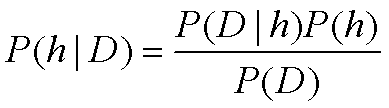 P(h | D) = P(D | h)P(h) / P(D)